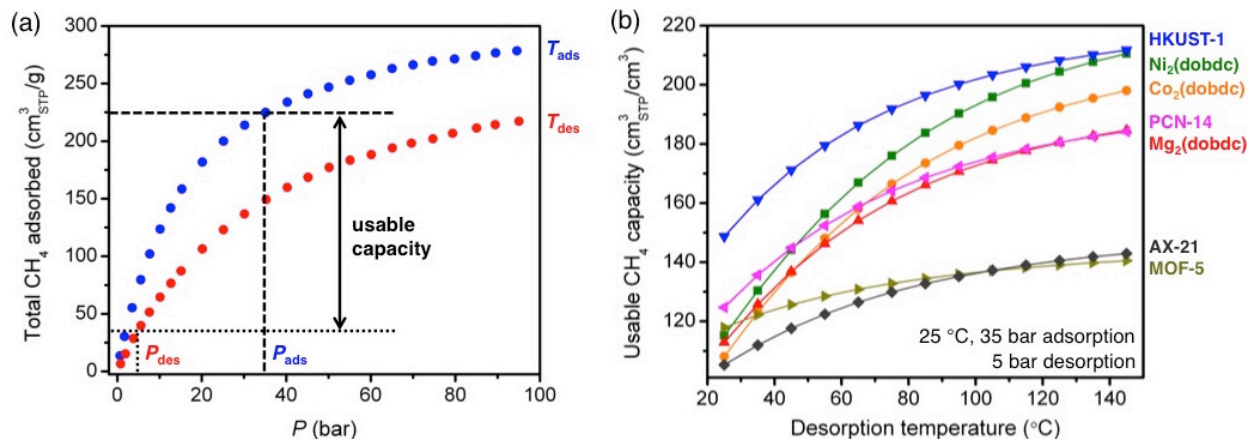 (a)
Total CH4 adsorbed (cm3STP/g)
300
250
200
150
100
50
0
Tads
Tdes
usable
capacity
Pdes
Pads
0 20 40 60 80 100
P (bar)
(b)
Usable CH4 capacity (cm3STP/cm3)
220
200
180
160
140
120
HKUST-1
Ni2(dobdc)
Co2(dobdc)
PCN-14
Mg2(dobdc)
AX-21
MOF-5
25 °C, 35 bar adsorption
5 bar desorption
20 40 60 80 100 120 140
Desorption temperature (°C)